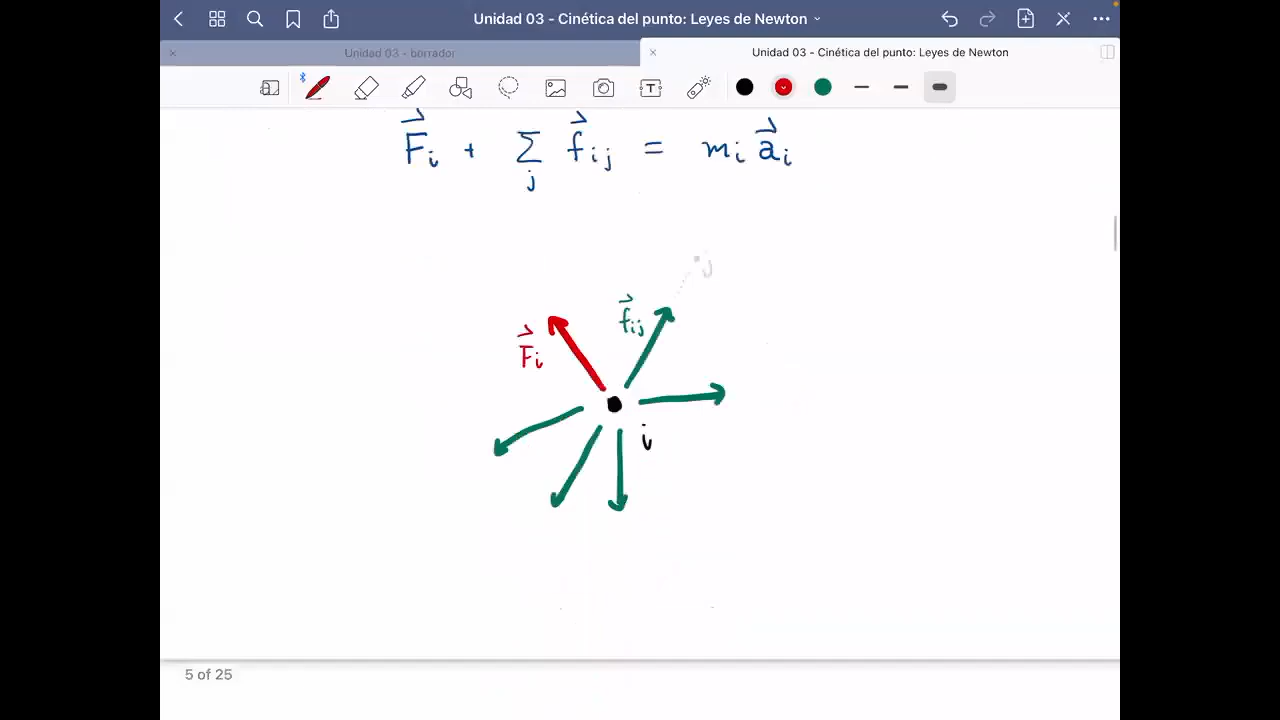 Unidad 03 - Cinética del punto: Leyes de Newton
Unidad 03 - borrador
Unidad 03 - Cinética del punto: Leyes de Newton
T
F⃗i + Σj f⃗ij = mi a⃗i
j
f⃗ij
F⃗i
i
5 of 25